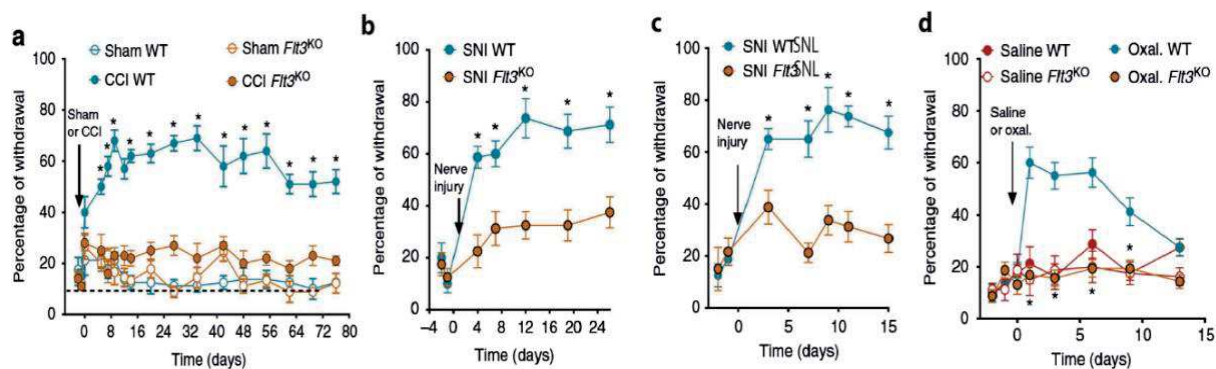 a
Sham WT
Sham Flt3KO
CCI WT
CCI Flt3KO
Percentage of withdrawal
100
80
60
40
20
0
Sham
or CCI
* * * * * * * * * * * * *
0 8 16 24 32 40 48 56 64 72 80
Time (days)
b
SNI WT
SNI Flt3KO
Percentage of withdrawal
100
80
60
40
20
0
Nerve
injury
* * * * *
−4 0 4 8 12 16 20 24
Time (days)
c
SNI WT SNL
SNI Flt3 SNL
Percentage of withdrawal
100
80
60
40
20
0
Nerve
injury
* * * * *
0 5 10 15
Time (days)
d
Saline WT
Oxal. WT
Saline Flt3KO
Oxal. Flt3KO
Percentage of withdrawal
100
80
60
40
20
0
Saline
or oxal.
* * * *
0 5 10 15
Time (days)